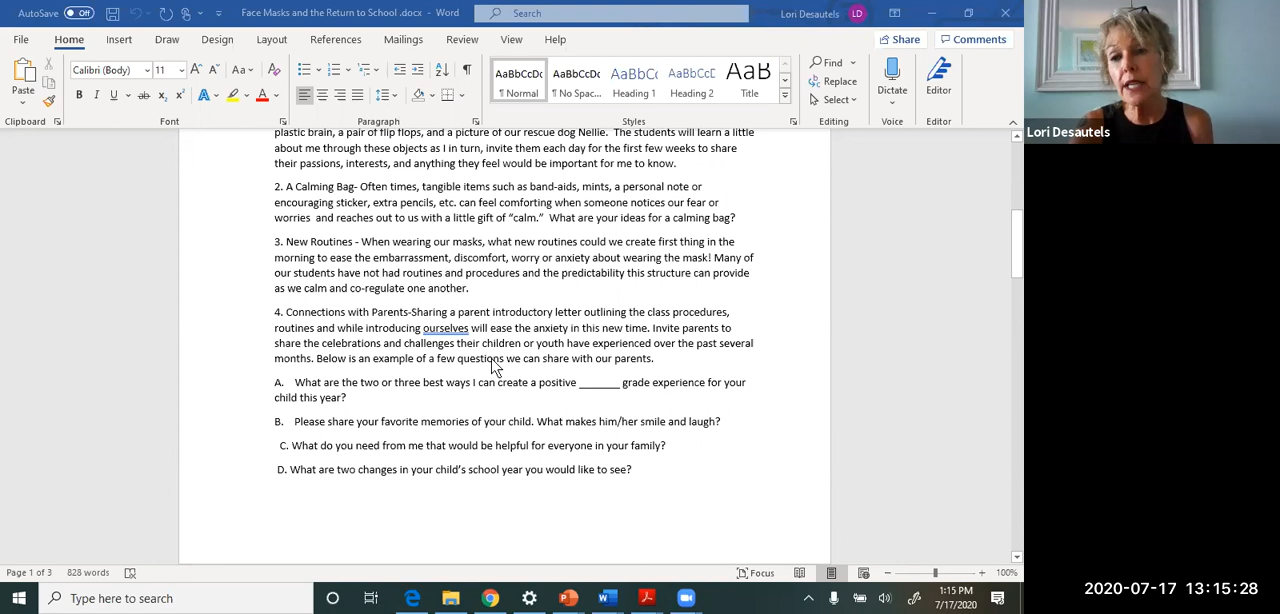 AutoSave Off Face Masks and the Return to School .docx - Word Search Lori Desautels LD
File Home Insert Draw Design Layout References Mailings Review View Help Share Comments
Paste Calibri (Body) 11 A A Aa A AaBbCcDc AaBbCcDc AaBbCc AaBbCcE AaB Find Replace Select Dictate Editor
B I U ab x₂ x² A A ¶ Normal ¶ No Spac... Heading 1 Heading 2 Title
Clipboard Font Paragraph Styles Editing Voice Editor
Lori Desautels
plastic brain, a pair of flip flops, and a picture of our rescue dog Nellie. The students will learn a little
about me through these objects as I in turn, invite them each day for the first few weeks to share
their passions, interests, and anything they feel would be important for me to know.
2. A Calming Bag- Often times, tangible items such as band-aids, mints, a personal note or
encouraging sticker, extra pencils, etc. can feel comforting when someone notices our fear or
worries and reaches out to us with a little gift of “calm.” What are your ideas for a calming bag?
3. New Routines - When wearing our masks, what new routines could we create first thing in the
morning to ease the embarrassment, discomfort, worry or anxiety about wearing the mask! Many of
our students have not had routines and procedures and the predictability this structure can provide
as we calm and co-regulate one another.
4. Connections with Parents-Sharing a parent introductory letter outlining the class procedures,
routines and while introducing ourselves will ease the anxiety in this new time. Invite parents to
share the celebrations and challenges their children or youth have experienced over the past several
months. Below is an example of a few questions we can share with our parents.
A. What are the two or three best ways I can create a positive _______ grade experience for your
child this year?
B. Please share your favorite memories of your child. What makes him/her smile and laugh?
C. What do you need from me that would be helpful for everyone in your family?
D. What are two changes in your child’s school year you would like to see?
Page 1 of 3 828 words Focus 100%
Type here to search 1:15 PM
7/17/2020
2020-07-17 13:15:28